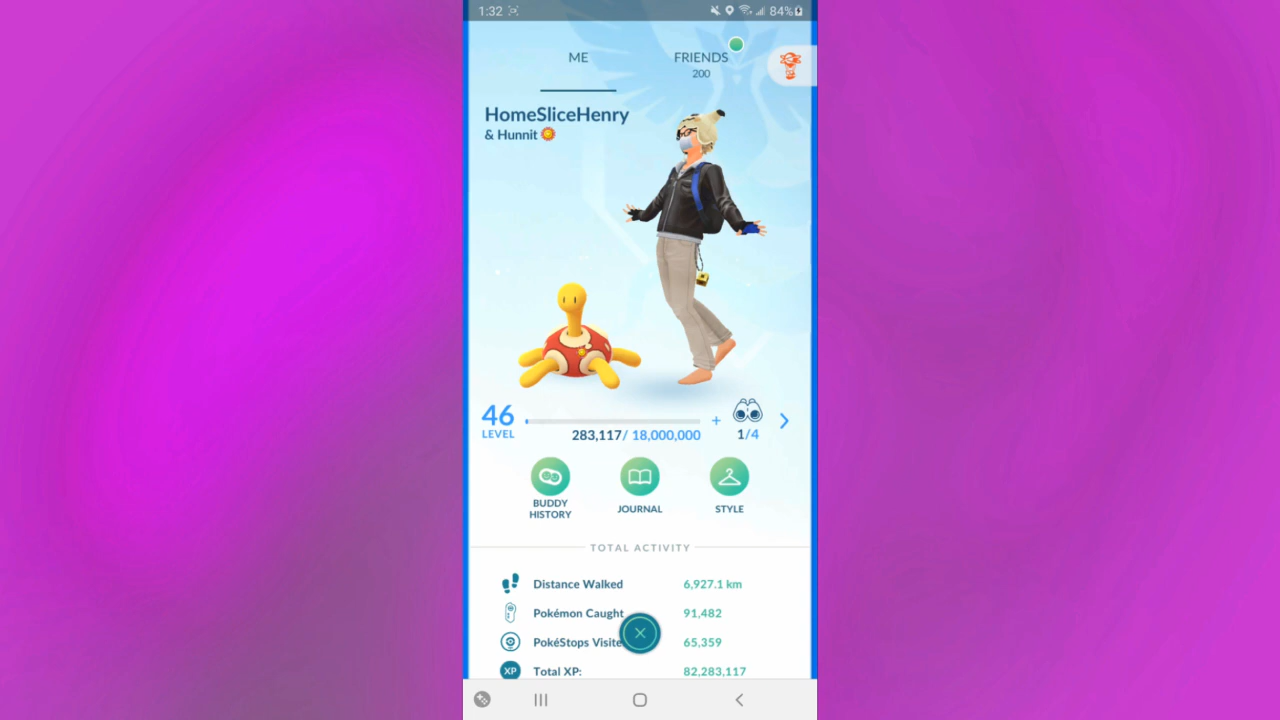 1:32 84%
ME FRIENDS
200
HomeSliceHenry
& Hunnit
46
LEVEL
283,117/ 18,000,000
+
1/4
BUDDY
HISTORY
JOURNAL
STYLE
TOTAL ACTIVITY
Distance Walked 6,927.1 km
Pokémon Caught 91,482
PokéStops Visite 65,359
XP Total XP: 82,283,117